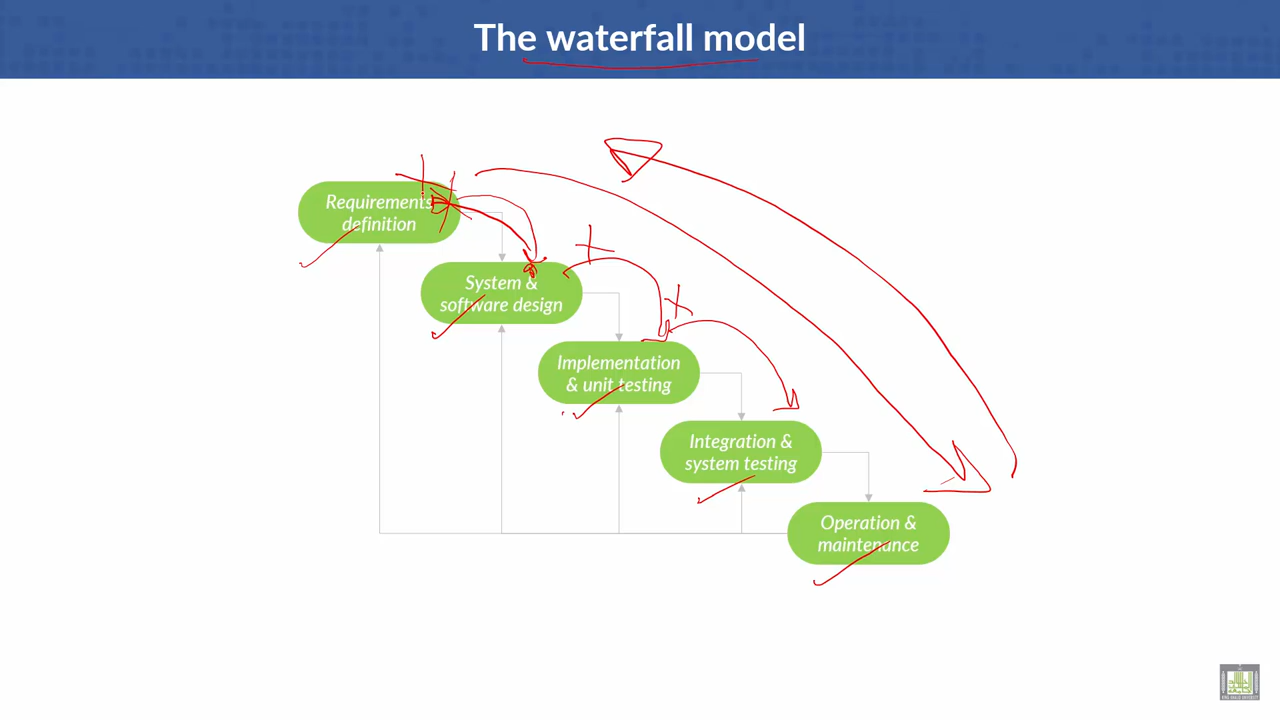 The waterfall model
Requirements
definition
System &
software design
Implementation
& unit testing
Integration &
system testing
Operation &
maintenance